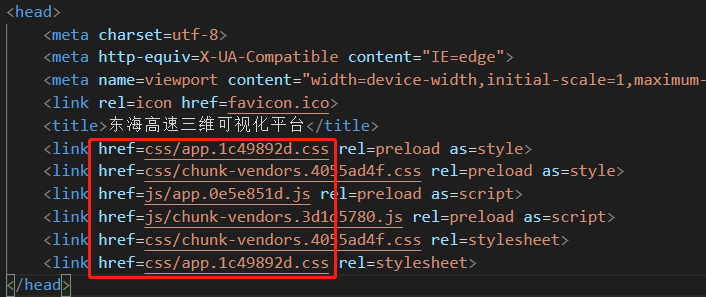 <head>
<meta charset=utf-8>
<meta http-equiv=X-UA-Compatible content="IE=edge">
<meta name=viewport content="width=device-width,initial-scale=1,maximum-
<link rel=icon href=favicon.ico>
<title>东海高速三维可视化平台</title>
<link href=css/app.1c49892d.css rel=preload as=style>
<link href=css/chunk-vendors.4055ad4f.css rel=preload as=style>
<link href=js/app.0e5e851d.js rel=preload as=script>
<link href=js/chunk-vendors.3d1d5780.js rel=preload as=script>
<link href=css/chunk-vendors.4055ad4f.css rel=stylesheet>
<link href=css/app.1c49892d.css rel=stylesheet>
</head>